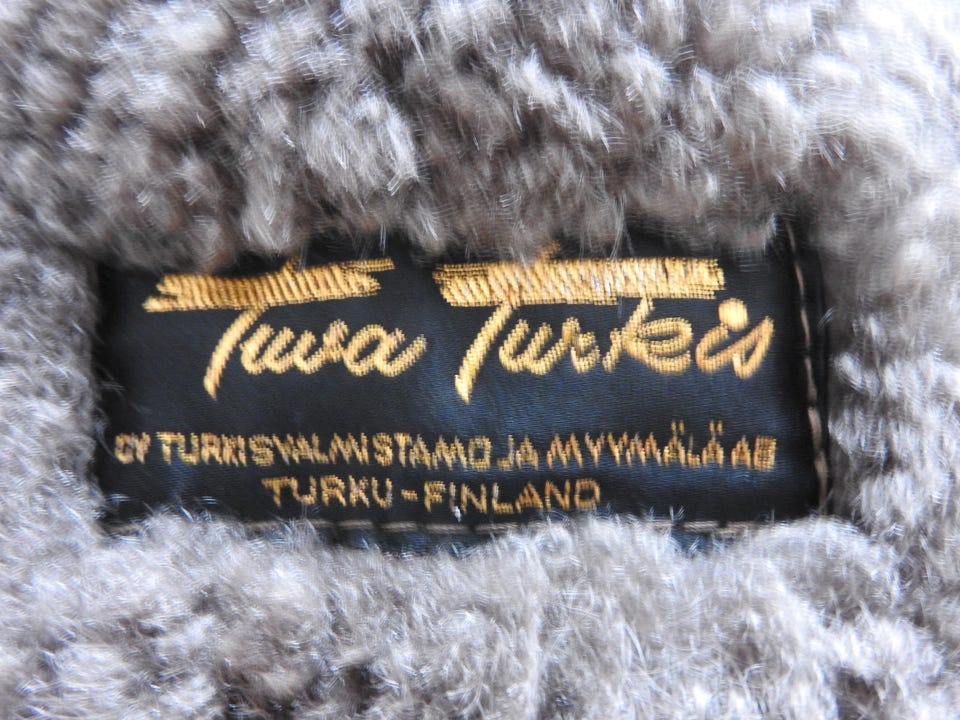 Tuva Turkis
OY TURKISVALMISTAMO JA MYYMÄLÄ AB
TURKU - FINLAND